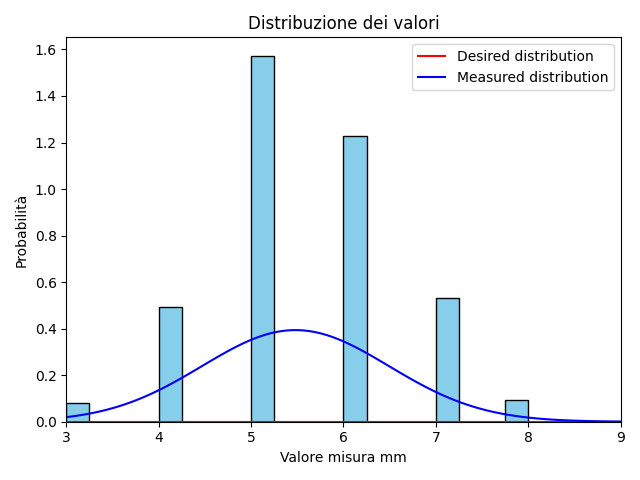 Distribuzione dei valori
Desired distribution
Measured distribution
Probabilità
1.6
1.4
1.2
1.0
0.8
0.6
0.4
0.2
0.0
3 4 5 6 7 8 9
Valore misura mm